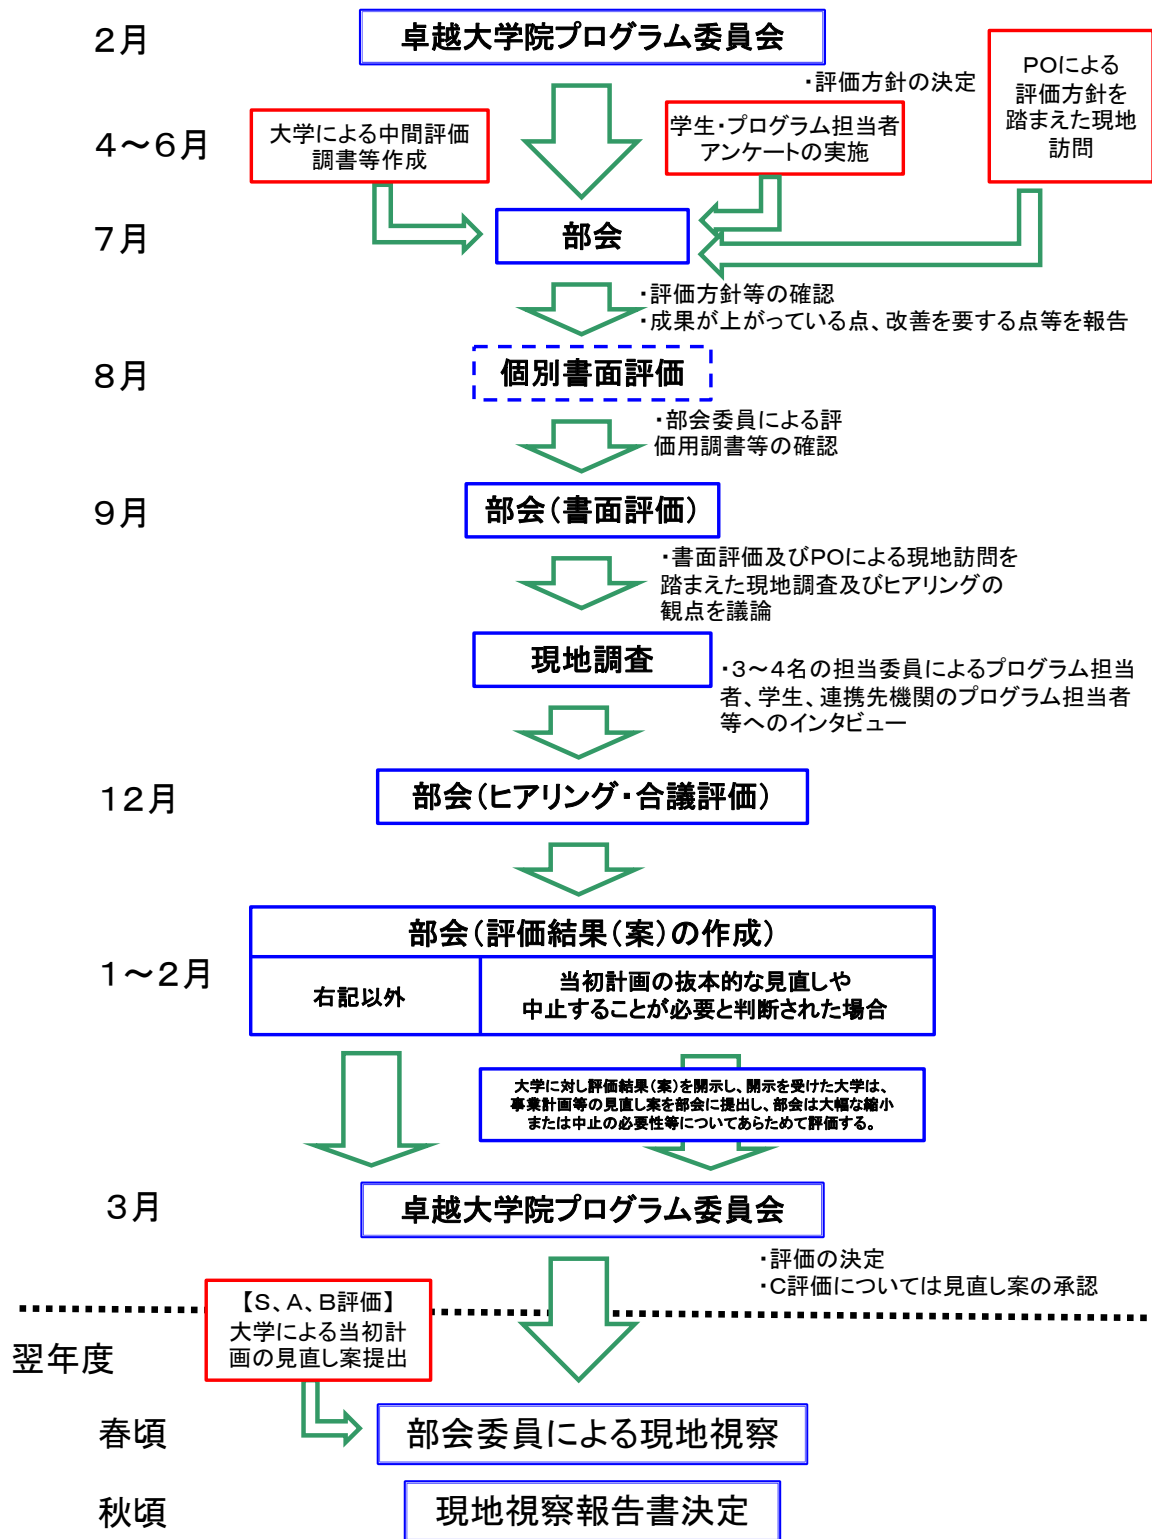 2月
卓越大学院プログラム委員会
・評価方針の決定
POによる
評価方針を
踏まえた現地
訪問
4～6月
大学による中間評価
調書等作成
学生・プログラム担当者
アンケートの実施
7月
部会
・評価方針等の確認
・成果が上がっている点、改善を要する点等を報告
8月
個別書面評価
・部会委員による評
価用調書等の確認
9月
部会（書面評価）
・書面評価及びPOによる現地訪問を
踏まえた現地調査及びヒアリングの
観点を議論
現地調査
・3～4名の担当委員によるプログラム担当
者、学生、連携先機関のプログラム担当者
等へのインタビュー
12月
部会（ヒアリング・合議評価）
1～2月
部会（評価結果（案）の作成）
右記以外
当初計画の抜本的な見直しや
中止することが必要と判断された場合
大学に対し評価結果（案）を開示し、開示を受けた大学は、
事業計画等の見直し案を部会に提出し、部会は大幅な縮小
または中止の必要性等についてあらためて評価する。
3月
卓越大学院プログラム委員会
・評価の決定
・C評価については見直し案の承認
【S、A、B評価】
大学による当初計
画の見直し案提出
翌年度
春頃
部会委員による現地視察
秋頃
現地視察報告書決定